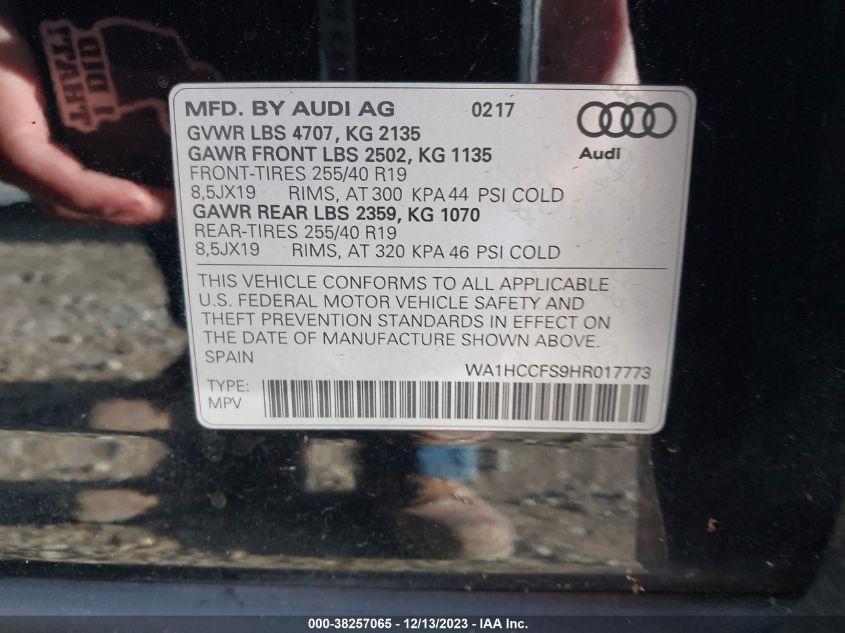 I DID
THAT!
MFD. BY AUDI AG 0217
GVWR LBS 4707, KG 2135
GAWR FRONT LBS 2502, KG 1135
Audi
FRONT-TIRES 255/40 R19
8,5JX19 RIMS, AT 300 KPA 44 PSI COLD
GAWR REAR LBS 2359, KG 1070
REAR-TIRES 255/40 R19
8,5JX19 RIMS, AT 320 KPA 46 PSI COLD
THIS VEHICLE CONFORMS TO ALL APPLICABLE
U.S. FEDERAL MOTOR VEHICLE SAFETY AND
THEFT PREVENTION STANDARDS IN EFFECT ON
THE DATE OF MANUFACTURE SHOWN ABOVE.
SPAIN
WA1HCCFS9HR017773
TYPE:
MPV
000-38257065 - 12/13/2023 - IAA Inc.